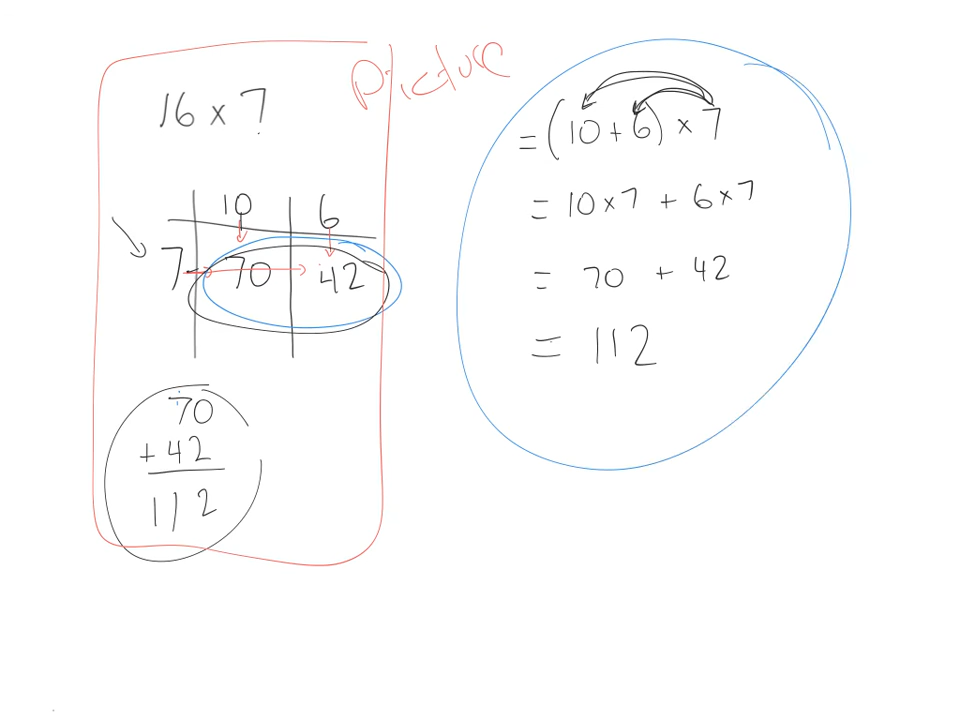 Picture
16 x 7
10 6
7 70 42
70
+ 42
112
= (10 + 6) x 7
= 10 x 7 + 6 x 7
= 70 + 42
= 112